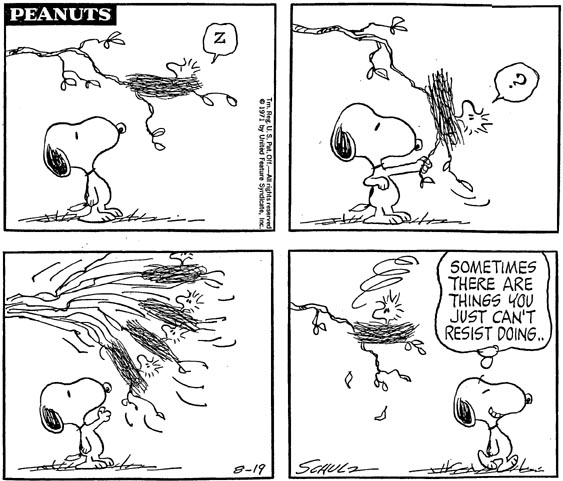 PEANUTS
Z
Tm. Reg. U. S. Pat. Off.—All rights reserved
© 1971 by United Feature Syndicate, Inc.
?
8-19
SOMETIMES
THERE ARE
THINGS YOU
JUST CAN'T
RESIST DOING..
SCHULZ